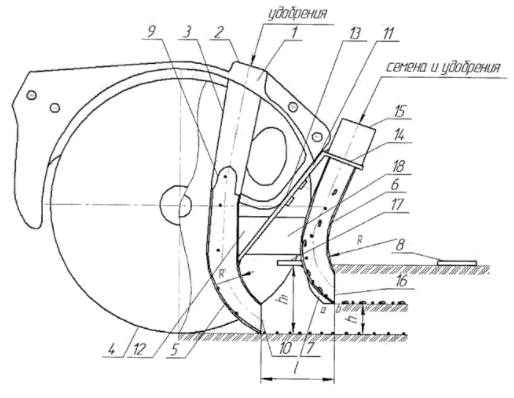 удобрения
9 3 2 1 13 11
семена и удобрения
15
14
18
6
17
R
8
R
16
h₁
a b
h
4 12 5 10 7
l